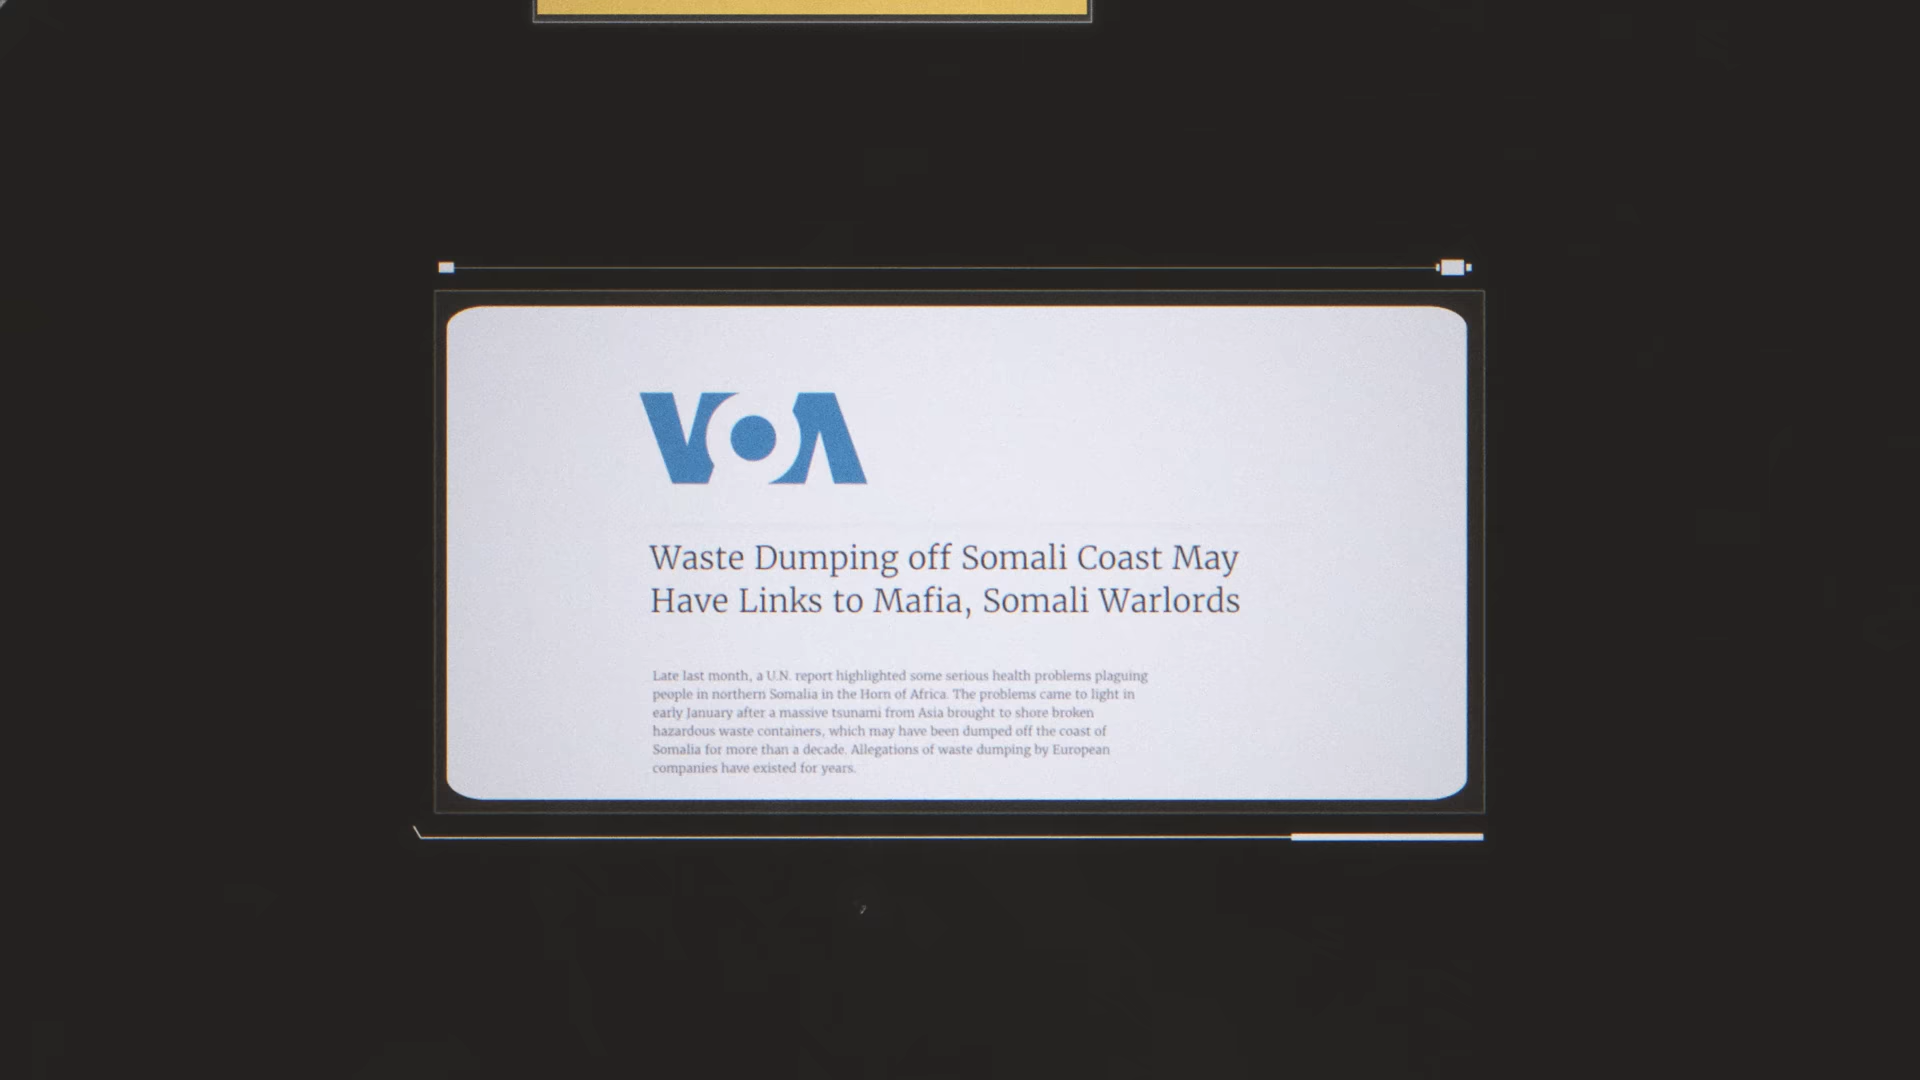 VOA
Waste Dumping off Somali Coast May
Have Links to Mafia, Somali Warlords
Late last month, a U.N. report highlighted some serious health problems plaguing
people in northern Somalia in the Horn of Africa. The problems came to light in
early January after a massive tsunami from Asia brought to shore broken
hazardous waste containers, which may have been dumped off the coast of
Somalia for more than a decade. Allegations of waste dumping by European
companies have existed for years.